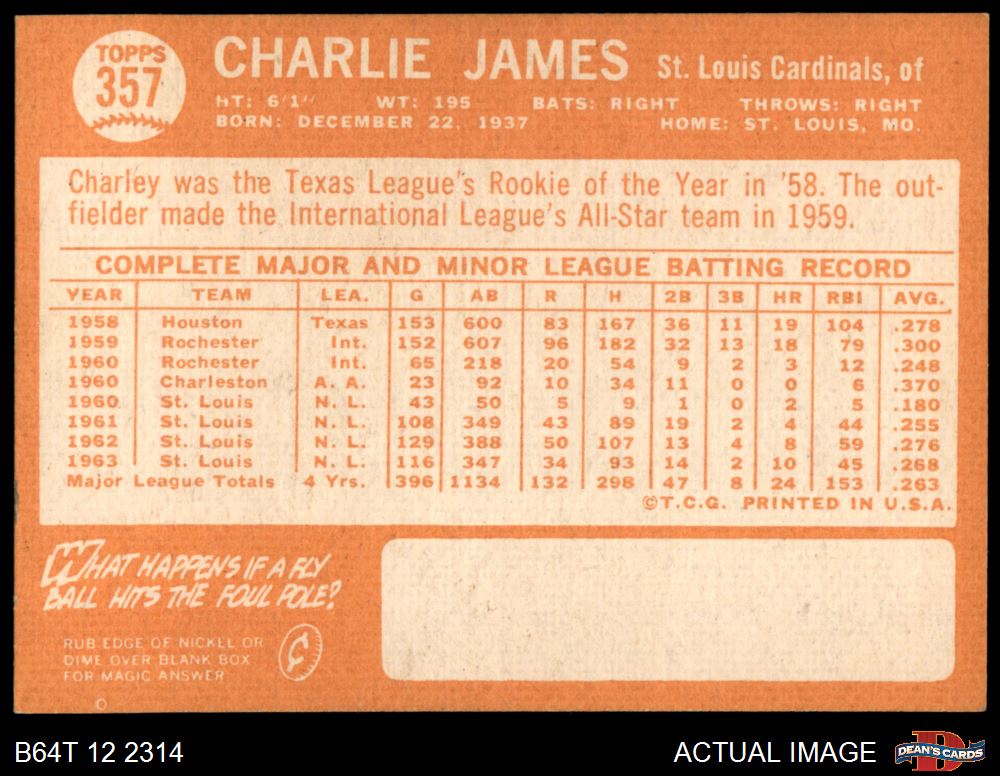 TOPPS
357
CHARLIE JAMES St. Louis Cardinals, of
HT: 6'1" WT: 195 BATS: RIGHT THROWS: RIGHT
BORN: DECEMBER 22, 1937 HOME: ST. LOUIS, MO.
Charley was the Texas League's Rookie of the Year in '58. The out-
fielder made the International League's All-Star team in 1959.
COMPLETE MAJOR AND MINOR LEAGUE BATTING RECORD
YEAR TEAM LEA. G AB R H 2B 3B HR RBI AVG.
1958 Houston Texas 153 600 83 167 36 11 19 104 .278
1959 Rochester Int. 152 607 96 182 32 13 18 79 .300
1960 Rochester Int. 65 218 20 54 9 2 3 12 .248
1960 Charleston A. A. 23 92 10 34 11 0 0 6 .370
1960 St. Louis N. L. 43 50 5 9 1 0 2 5 .180
1961 St. Louis N. L. 108 349 43 89 19 2 4 44 .255
1962 St. Louis N. L. 129 388 50 107 13 4 8 59 .276
1963 St. Louis N. L. 116 347 34 93 14 2 10 45 .268
Major League Totals 4 Yrs. 396 1134 132 298 47 8 24 153 .263
©T.C.G. PRINTED IN U.S.A.
WHAT HAPPENS IF A FLY
BALL HITS THE FOUL POLE?
RUB EDGE OF NICKEL OR
DIME OVER BLANK BOX
FOR MAGIC ANSWER
¢
B64T 12 2314 ACTUAL IMAGE
D
DEAN'S CARDS